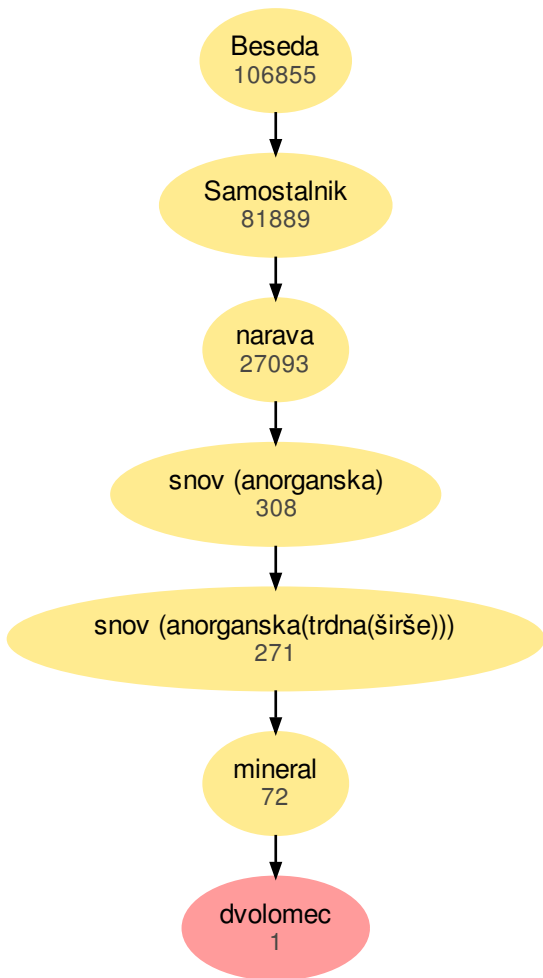 Beseda
106855
Samostalnik
81889
narava
27093
snov (anorganska)
308
snov (anorganska(trdna(širše)))
271
mineral
72
dvolomec
1